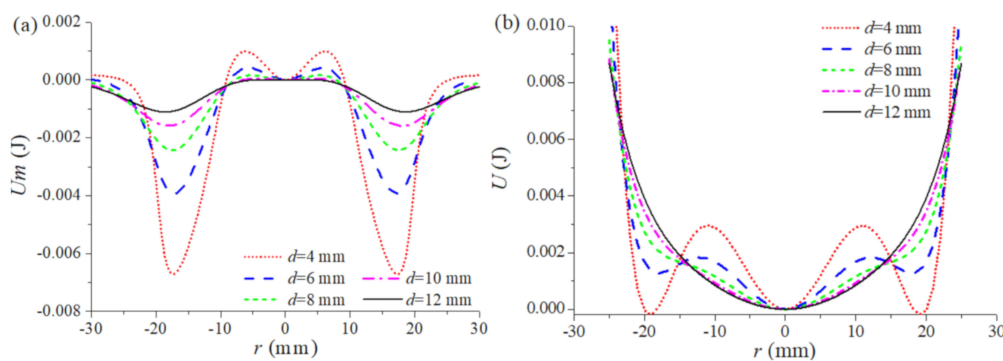 (a)
0.002
0.000
-0.002
-0.004
-0.006
-0.008
Um (J)
d=4 mm
d=6 mm d=10 mm
d=8 mm d=12 mm
-30 -20 -10 0 10 20 30
r (mm)
(b)
0.010
0.008
0.006
0.004
0.002
0.000
U (J)
d=4 mm
d=6 mm
d=8 mm
d=10 mm
d=12 mm
-30 -20 -10 0 10 20 30
r (mm)